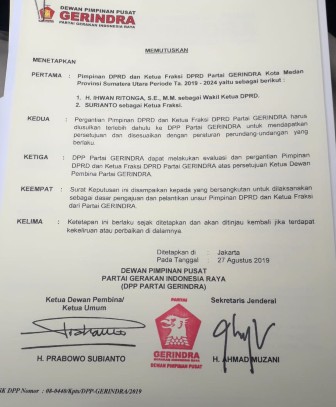 DEWAN PIMPINAN PUSAT
GERINDRA
PARTAI GERAKAN INDONESIA RAYA
MEMUTUSKAN
MENETAPKAN
PERTAMA : Pimpinan DPRD dan Ketua Fraksi DPRD Partai GERINDRA Kota Medan
Provinsi Sumatera Utara Periode Ta. 2019 - 2024 yaitu sebagai berikut :
1. H. IHWAN RITONGA, S.E., M.M. sebagai Wakil Ketua DPRD.
2. SURIANTO sebagai Ketua Fraksi.
KEDUA : Pergantian Pimpinan DPRD dan Ketua Fraksi DPRD Partai GERINDRA harus
diusulkan terlebih dahulu ke DPP Partai GERINDRA untuk mendapatkan
persetujuan dan disesuaikan dengan peraturan perundang-undangan yang
berlaku.
KETIGA : DPP Partai GERINDRA dapat melakukan evaluasi dan pergantian Pimpinan
DPRD dan Ketua Fraksi DPRD Partai GERINDRA atas persetujuan Ketua Dewan
Pembina Partai GERINDRA.
KEEMPAT : Surat Keputusan ini disampaikan kepada yang bersangkutan untuk dilaksanakan
sebagai dasar pengajuan dan pelantikan unsur Pimpinan DPRD dan Ketua Fraksi
dari Partai GERINDRA.
KELIMA : Ketetapan ini berlaku sejak ditetapkan dan akan ditinjau kembali jika terdapat
kekeliruan atau perbaikan di dalamnya.
Ditetapkan di : Jakarta
Pada Tanggal : 27 Agustus 2019
DEWAN PIMPINAN PUSAT
PARTAI GERAKAN INDONESIA RAYA
(DPP PARTAI GERINDRA)
Ketua Dewan Pembina/
Ketua Umum
Sekretaris Jenderal
PARTAI
GERINDRA
DEWAN PIMPINAN PUSAT
H. PRABOWO SUBIANTO
H. AHMAD MUZANI
SK DPP Nomor : 08-0440/Kpts/DPP-GERINDRA/2019